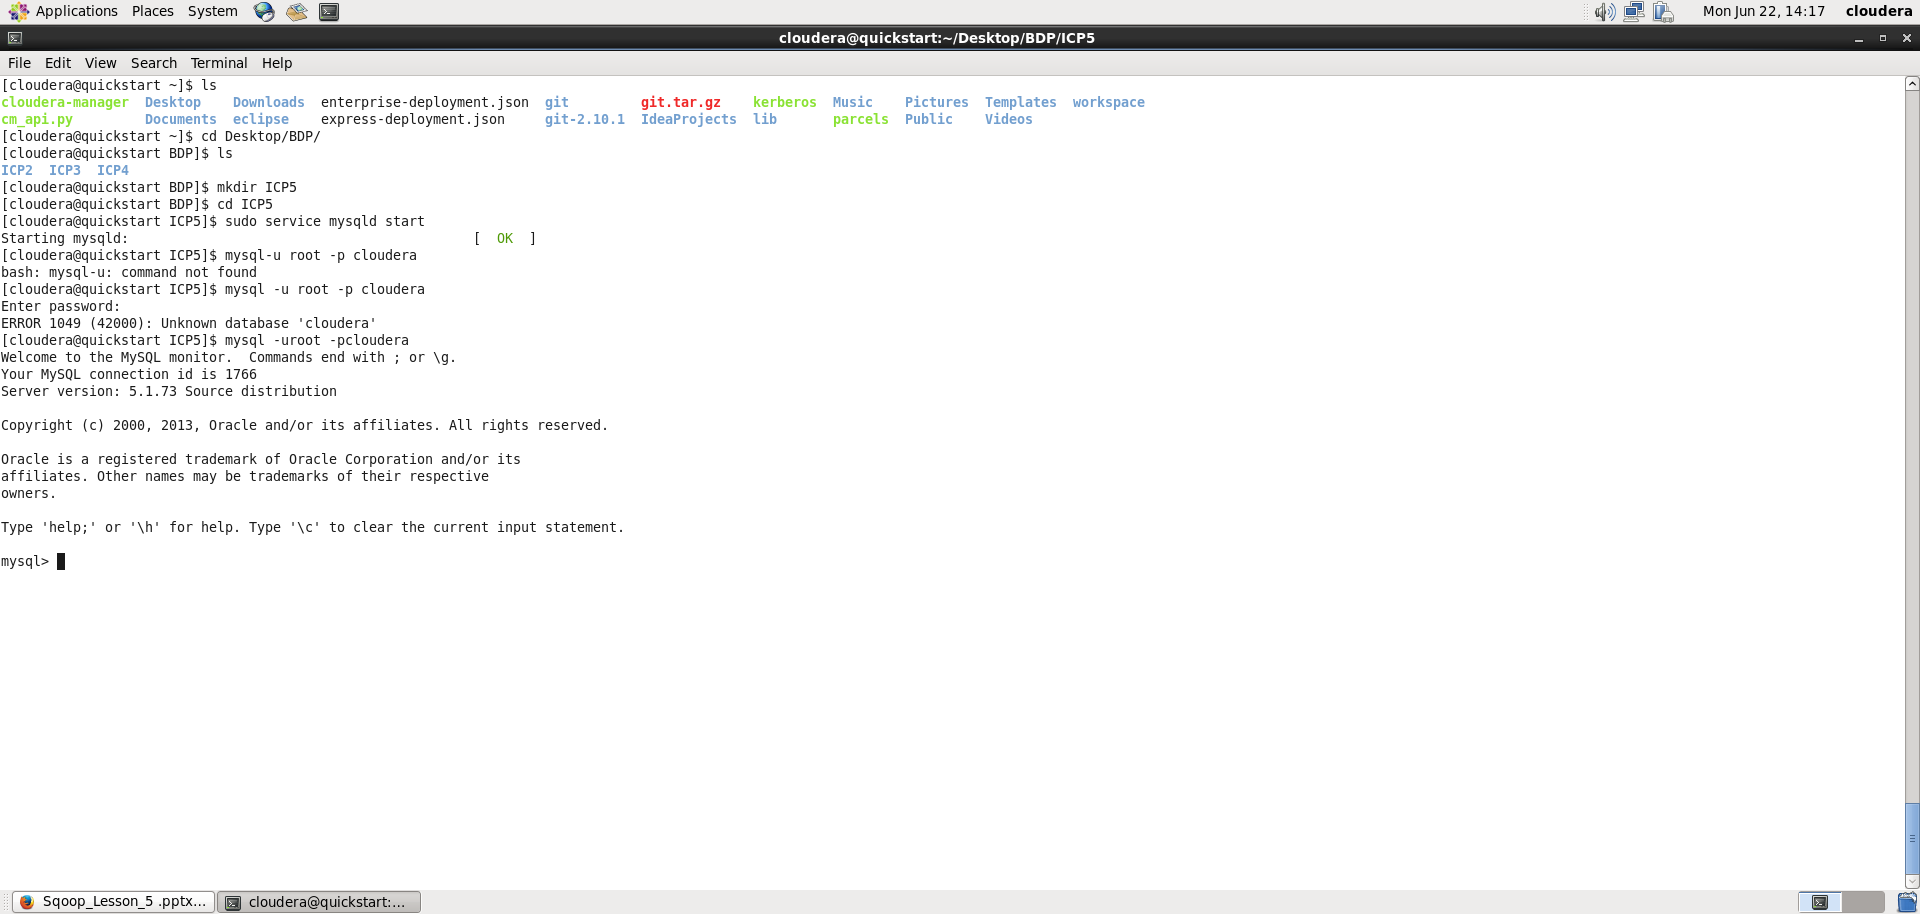 Applications Places System Mon Jun 22, 14:17 cloudera
cloudera@quickstart:~/Desktop/BDP/ICP5
File Edit View Search Terminal Help
[cloudera@quickstart ~]$ ls
cloudera-manager Desktop Downloads enterprise-deployment.json git git.tar.gz kerberos Music Pictures Templates workspace
cm_api.py Documents eclipse express-deployment.json git-2.10.1 IdeaProjects lib parcels Public Videos
[cloudera@quickstart ~]$ cd Desktop/BDP/
[cloudera@quickstart BDP]$ ls
ICP2 ICP3 ICP4
[cloudera@quickstart BDP]$ mkdir ICP5
[cloudera@quickstart BDP]$ cd ICP5
[cloudera@quickstart ICP5]$ sudo service mysqld start
Starting mysqld: [ OK ]
[cloudera@quickstart ICP5]$ mysql-u root -p cloudera
bash: mysql-u: command not found
[cloudera@quickstart ICP5]$ mysql -u root -p cloudera
Enter password:
ERROR 1049 (42000): Unknown database 'cloudera'
[cloudera@quickstart ICP5]$ mysql -uroot -pcloudera
Welcome to the MySQL monitor. Commands end with ; or \g.
Your MySQL connection id is 1766
Server version: 5.1.73 Source distribution
Copyright (c) 2000, 2013, Oracle and/or its affiliates. All rights reserved.
Oracle is a registered trademark of Oracle Corporation and/or its
affiliates. Other names may be trademarks of their respective
owners.
Type 'help;' or '\h' for help. Type '\c' to clear the current input statement.
mysql>
Sqoop_Lesson_5 .pptx... cloudera@quickstart:...